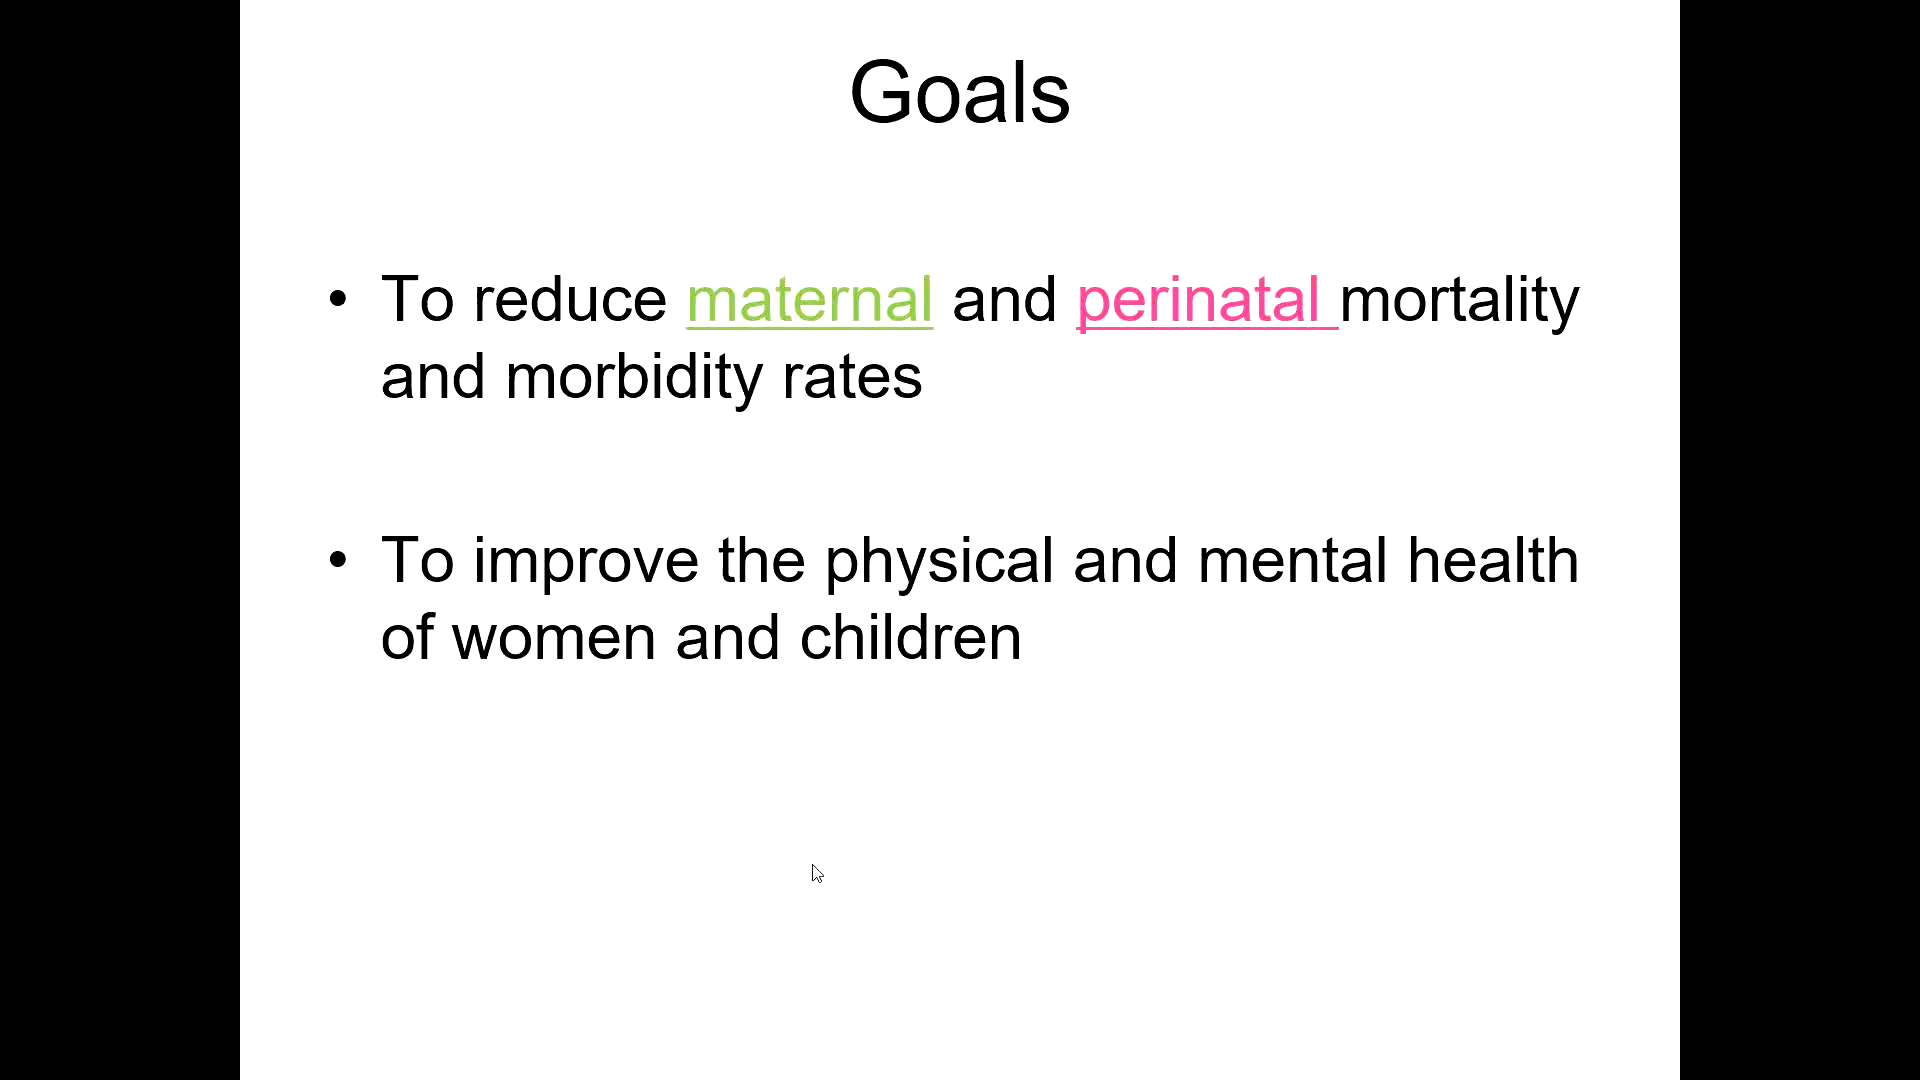 Goals
• To reduce maternal and perinatal mortality
and morbidity rates
• To improve the physical and mental health
of women and children